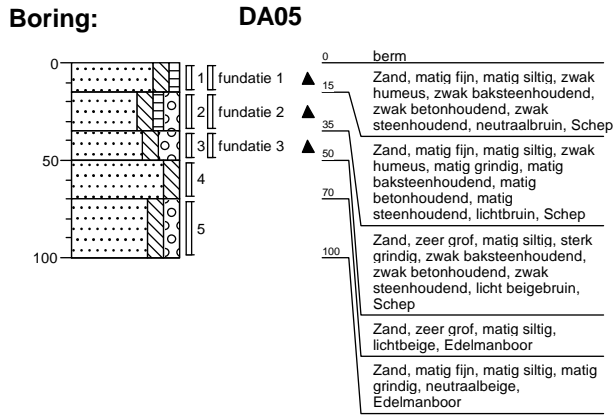 Boring: DA05
0
50
100
1 fundatie 1
2 fundatie 2
3 fundatie 3
4
5
0 berm
15
35
50
70
100
Zand, matig fijn, matig siltig, zwak
humeus, zwak baksteenhoudend,
zwak betonhoudend, zwak
steenhoudend, neutraalbruin, Schep
Zand, matig fijn, matig siltig, zwak
humeus, matig grindig, matig
baksteenhoudend, matig
betonhoudend, matig
steenhoudend, lichtbruin, Schep
Zand, zeer grof, matig siltig, sterk
grindig, zwak baksteenhoudend,
zwak betonhoudend, zwak
steenhoudend, licht beigebruin,
Schep
Zand, zeer grof, matig siltig,
lichtbeige, Edelmanboor
Zand, matig fijn, matig siltig, matig
grindig, neutraalbeige,
Edelmanboor